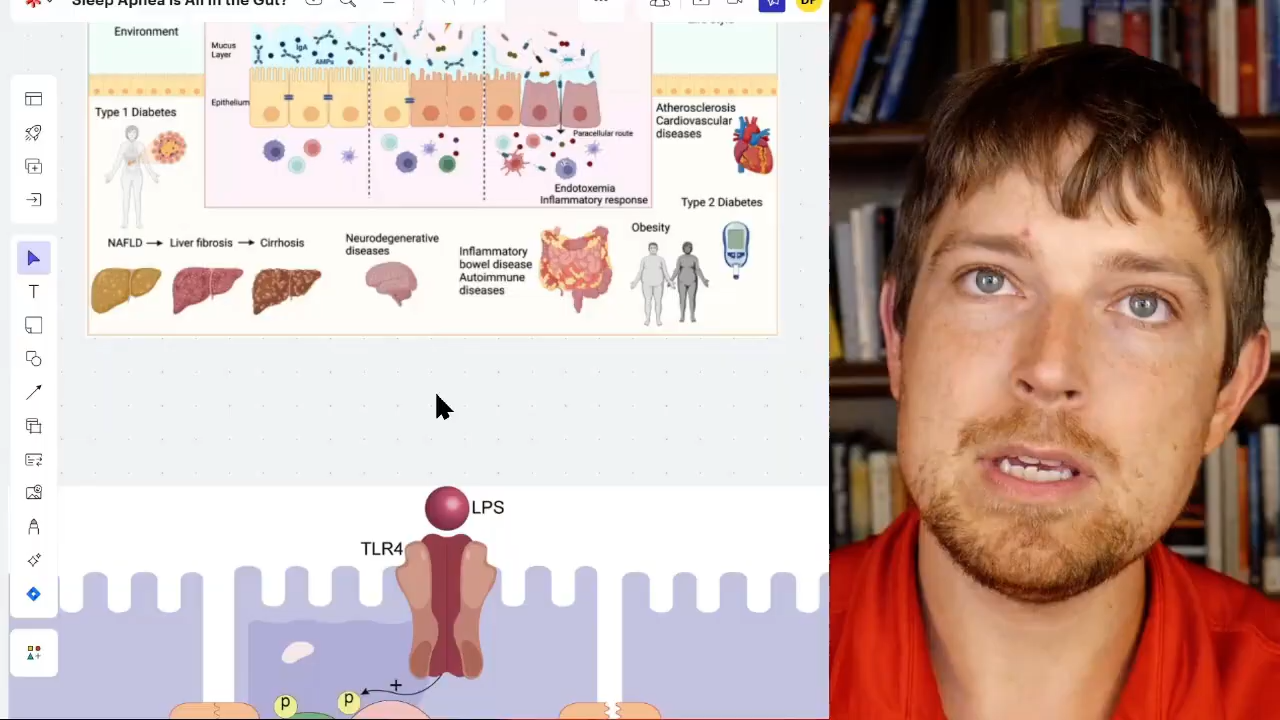 Sleep Apnea is All in the Gut?
DP
Environment
Mucus
Layer
IgA
AMPs
Epithelium
Paracellular route
Endotoxemia
Inflammatory response
Type 1 Diabetes
Atherosclerosis
Cardiovascular
diseases
Type 2 Diabetes
NAFLD → Liver fibrosis → Cirrhosis
Neurodegenerative
diseases
Inflammatory
bowel disease
Autoimmune
diseases
Obesity
T
LPS
TLR4
+
p
p